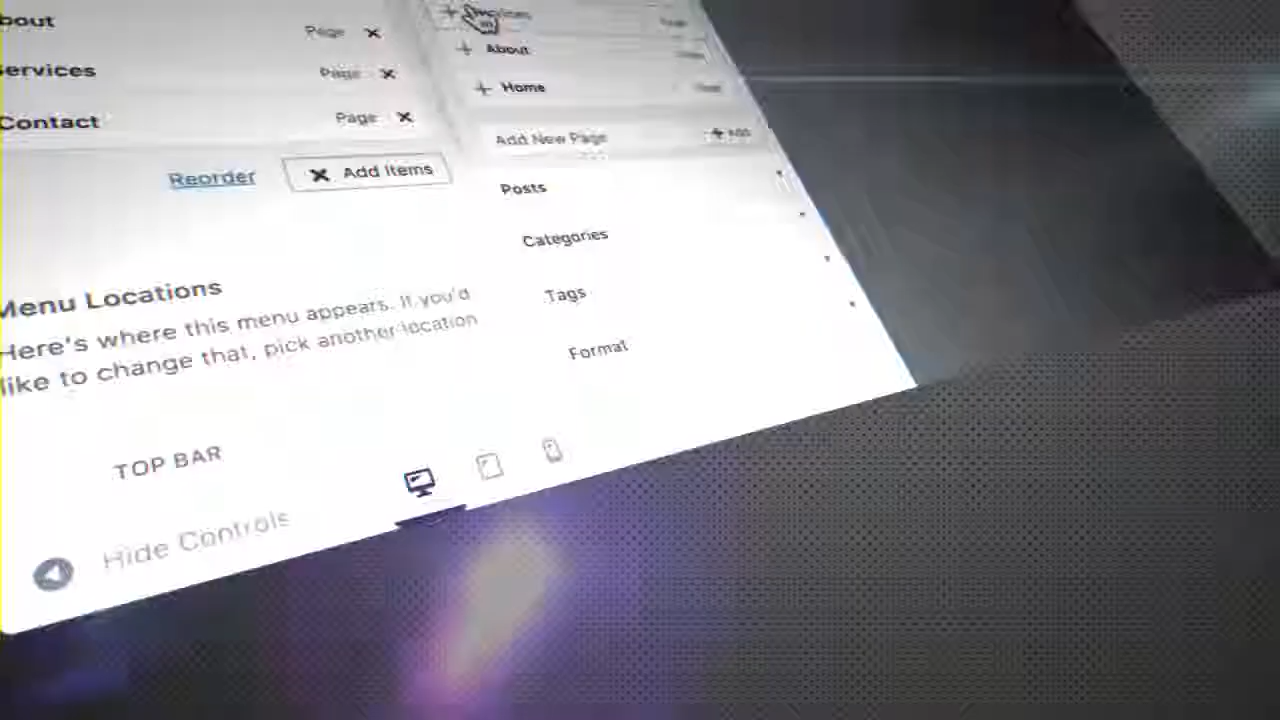 bout
Page
ervices
Page
Contact
Page
Reorder
Add Items
Menu Locations
Here's where this menu appears. If you'd
like to change that, pick another location
TOP BAR
Hide Controls
About
Home
Add New Page
Add
Posts
Categories
Tags
Format